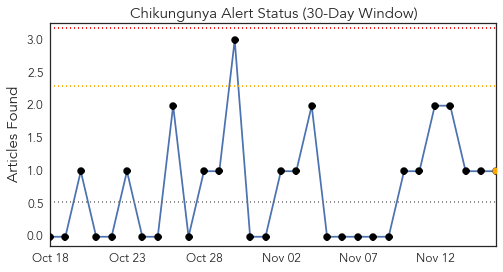 Chikungunya Alert Status (30-Day Window)
Articles Found
3.0
2.5
2.0
1.5
1.0
0.5
0.0
Oct 18 Oct 23 Oct 28 Nov 02 Nov 07 Nov 12